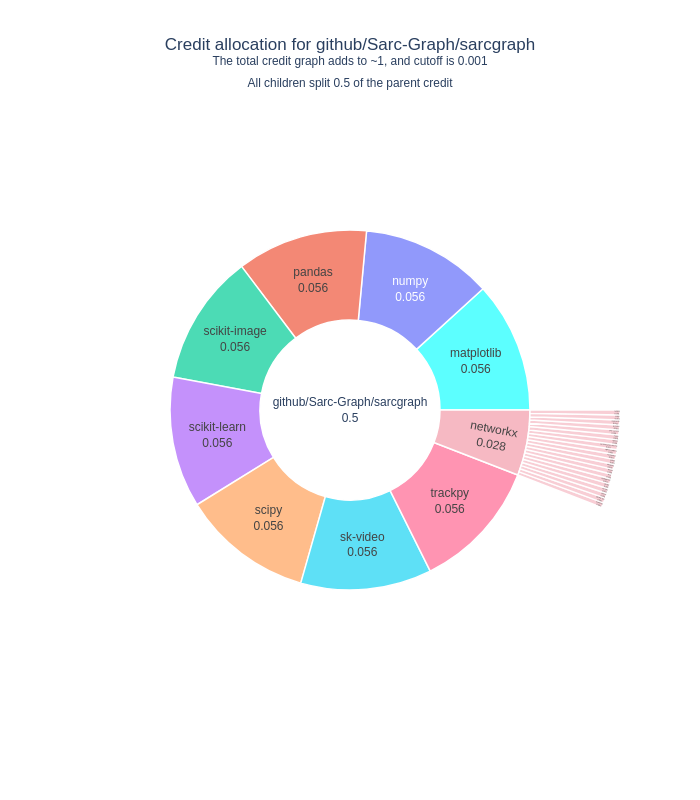 Credit allocation for github/Sarc-Graph/sarcgraph
The total credit graph adds to ~1, and cutoff is 0.001
All children split 0.5 of the parent credit
pandas
0.056
numpy
0.056
scikit-image
0.056
matplotlib
0.056
github/Sarc-Graph/sarcgraph
0.5
scikit-learn
0.056
networkx
0.028
trackpy
0.056
scipy
0.056
sk-video
0.056